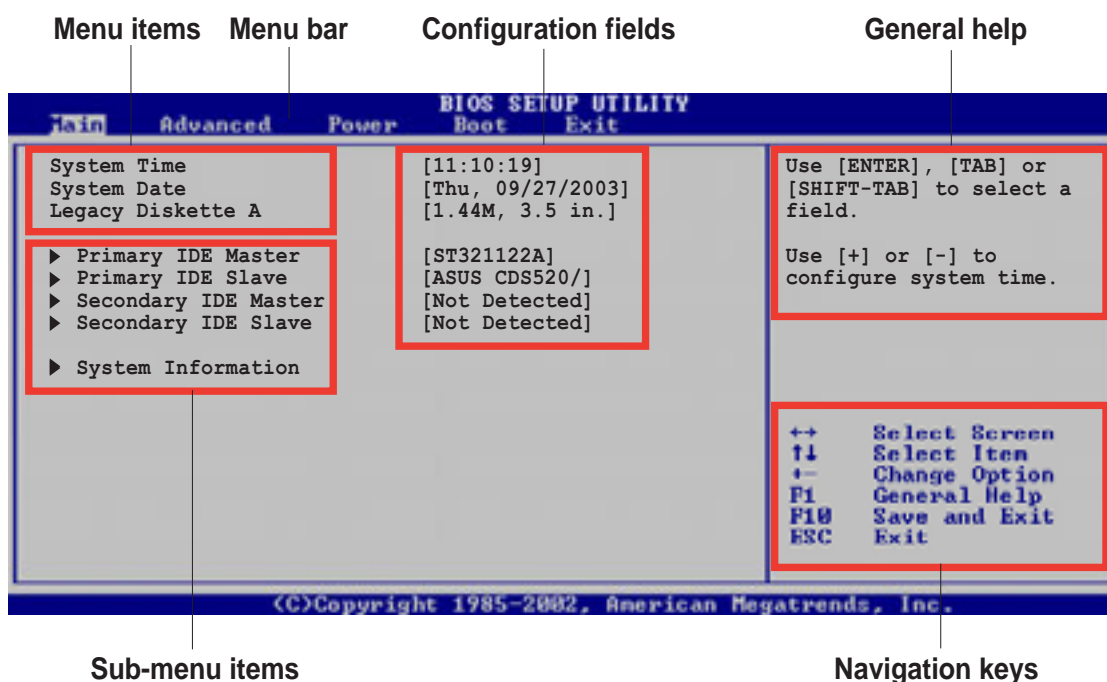 Menu items Menu bar Configuration fields General help
BIOS SETUP UTILITY
Main Advanced Power Boot Exit
System Time [11:10:19]
System Date [Thu, 09/27/2003]
Legacy Diskette A [1.44M, 3.5 in.]
▶ Primary IDE Master [ST321122A]
▶ Primary IDE Slave [ASUS CDS520/]
▶ Secondary IDE Master [Not Detected]
▶ Secondary IDE Slave [Not Detected]
▶ System Information
Use [ENTER], [TAB] or
[SHIFT-TAB] to select a
field.
Use [+] or [-] to
configure system time.
←→ Select Screen
↑↓ Select Item
+- Change Option
F1 General Help
F10 Save and Exit
ESC Exit
(C)Copyright 1985-2002, American Megatrends, Inc.
Sub-menu items Navigation keys